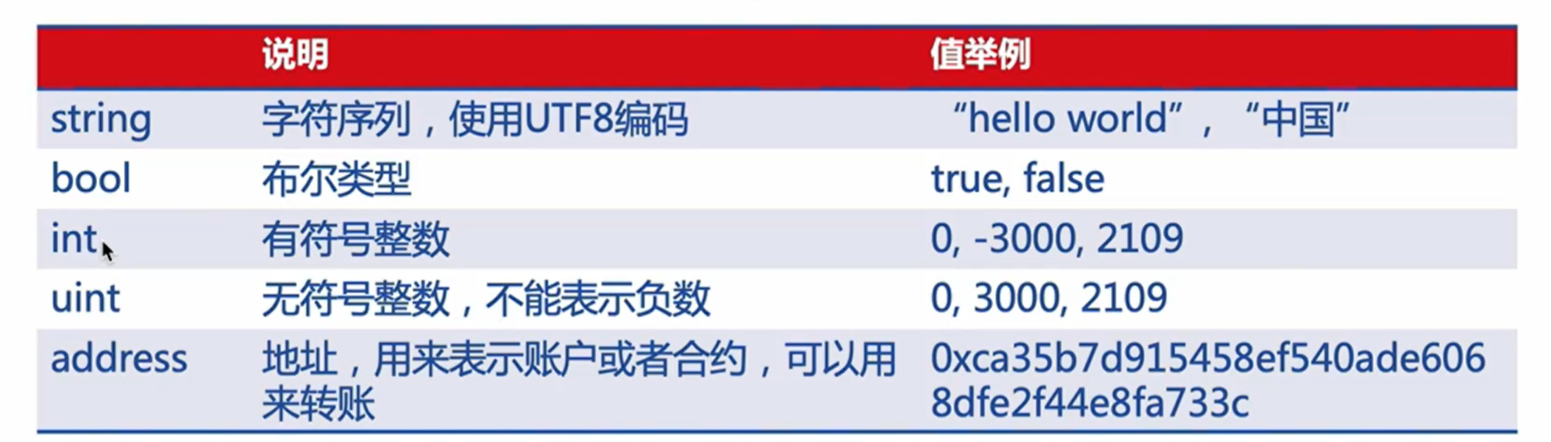 说明 值举例
string 字符序列，使用UTF8编码 “hello world”，“中国”
bool 布尔类型 true, false
int 有符号整数 0, -3000, 2109
uint 无符号整数，不能表示负数 0, 3000, 2109
address 地址，用来表示账户或者合约，可以用 0xca35b7d915458ef540ade606
来转账 8dfe2f44e8fa733c